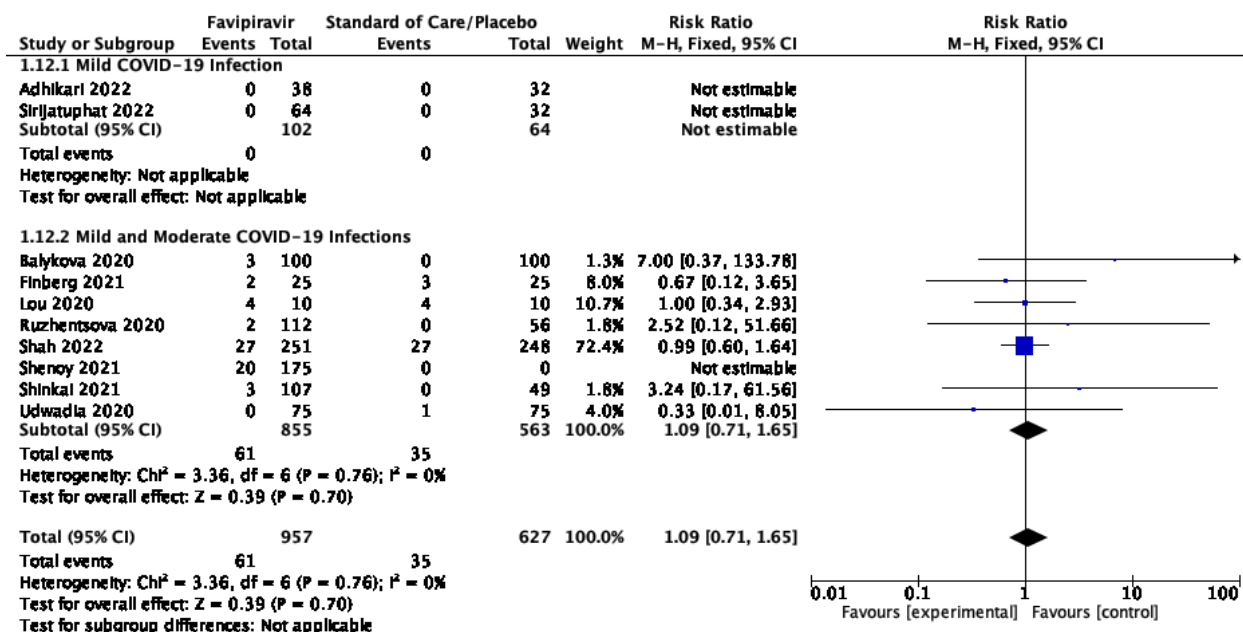 Favipiravir Standard of Care/Placebo Risk Ratio Risk Ratio
Study or Subgroup Events Total Events Total Weight M-H, Fixed, 95% CI M-H, Fixed, 95% CI
1.12.1 Mild COVID-19 Infection
Adhikari 2022 0 38 0 32 Not estimable
Sirijatuphat 2022 0 64 0 32 Not estimable
Subtotal (95% CI) 102 64 Not estimable
Total events 0 0
Heterogeneity: Not applicable
Test for overall effect: Not applicable
1.12.2 Mild and Moderate COVID-19 Infections
Balykova 2020 3 100 0 100 1.3% 7.00 [0.37, 133.78]
Finberg 2021 2 25 3 25 8.0% 0.67 [0.12, 3.65]
Lou 2020 4 10 4 10 10.7% 1.00 [0.34, 2.93]
Ruzhentsova 2020 2 112 0 56 1.8% 2.52 [0.12, 51.66]
Shah 2022 27 251 27 248 72.4% 0.99 [0.60, 1.64]
Shenoy 2021 20 175 0 0 Not estimable
Shinkai 2021 3 107 0 49 1.8% 3.24 [0.17, 61.56]
Udwadia 2020 0 75 1 75 4.0% 0.33 [0.01, 8.05]
Subtotal (95% CI) 855 563 100.0% 1.09 [0.71, 1.65]
Total events 61 35
Heterogeneity: Chi² = 3.36, df = 6 (P = 0.76); I² = 0%
Test for overall effect: Z = 0.39 (P = 0.70)
Total (95% CI) 957 627 100.0% 1.09 [0.71, 1.65]
Total events 61 35
Heterogeneity: Chi² = 3.36, df = 6 (P = 0.76); I² = 0%
Test for overall effect: Z = 0.39 (P = 0.70)
Test for subgroup differences: Not applicable
0.01 0.1 1 10 100
Favours [experimental] Favours [control]